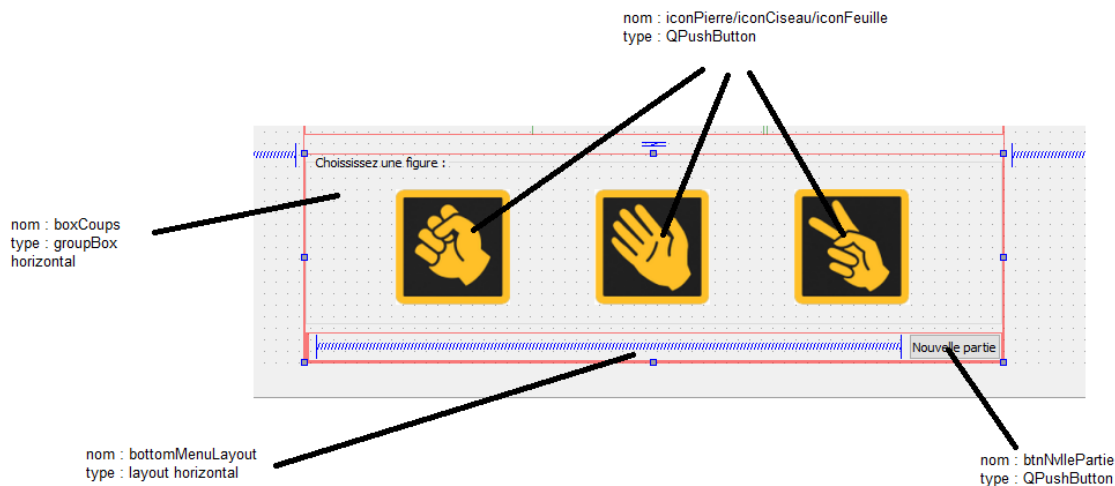 nom : iconPierre/iconCiseau/iconFeuille
type : QPushButton
Choississez une figure :
nom : boxCoups
type : groupBox
horizontal
Nouvelle partie
nom : bottomMenuLayout
type : layout horizontal
nom : btnNvllePartie
type : QPushButton